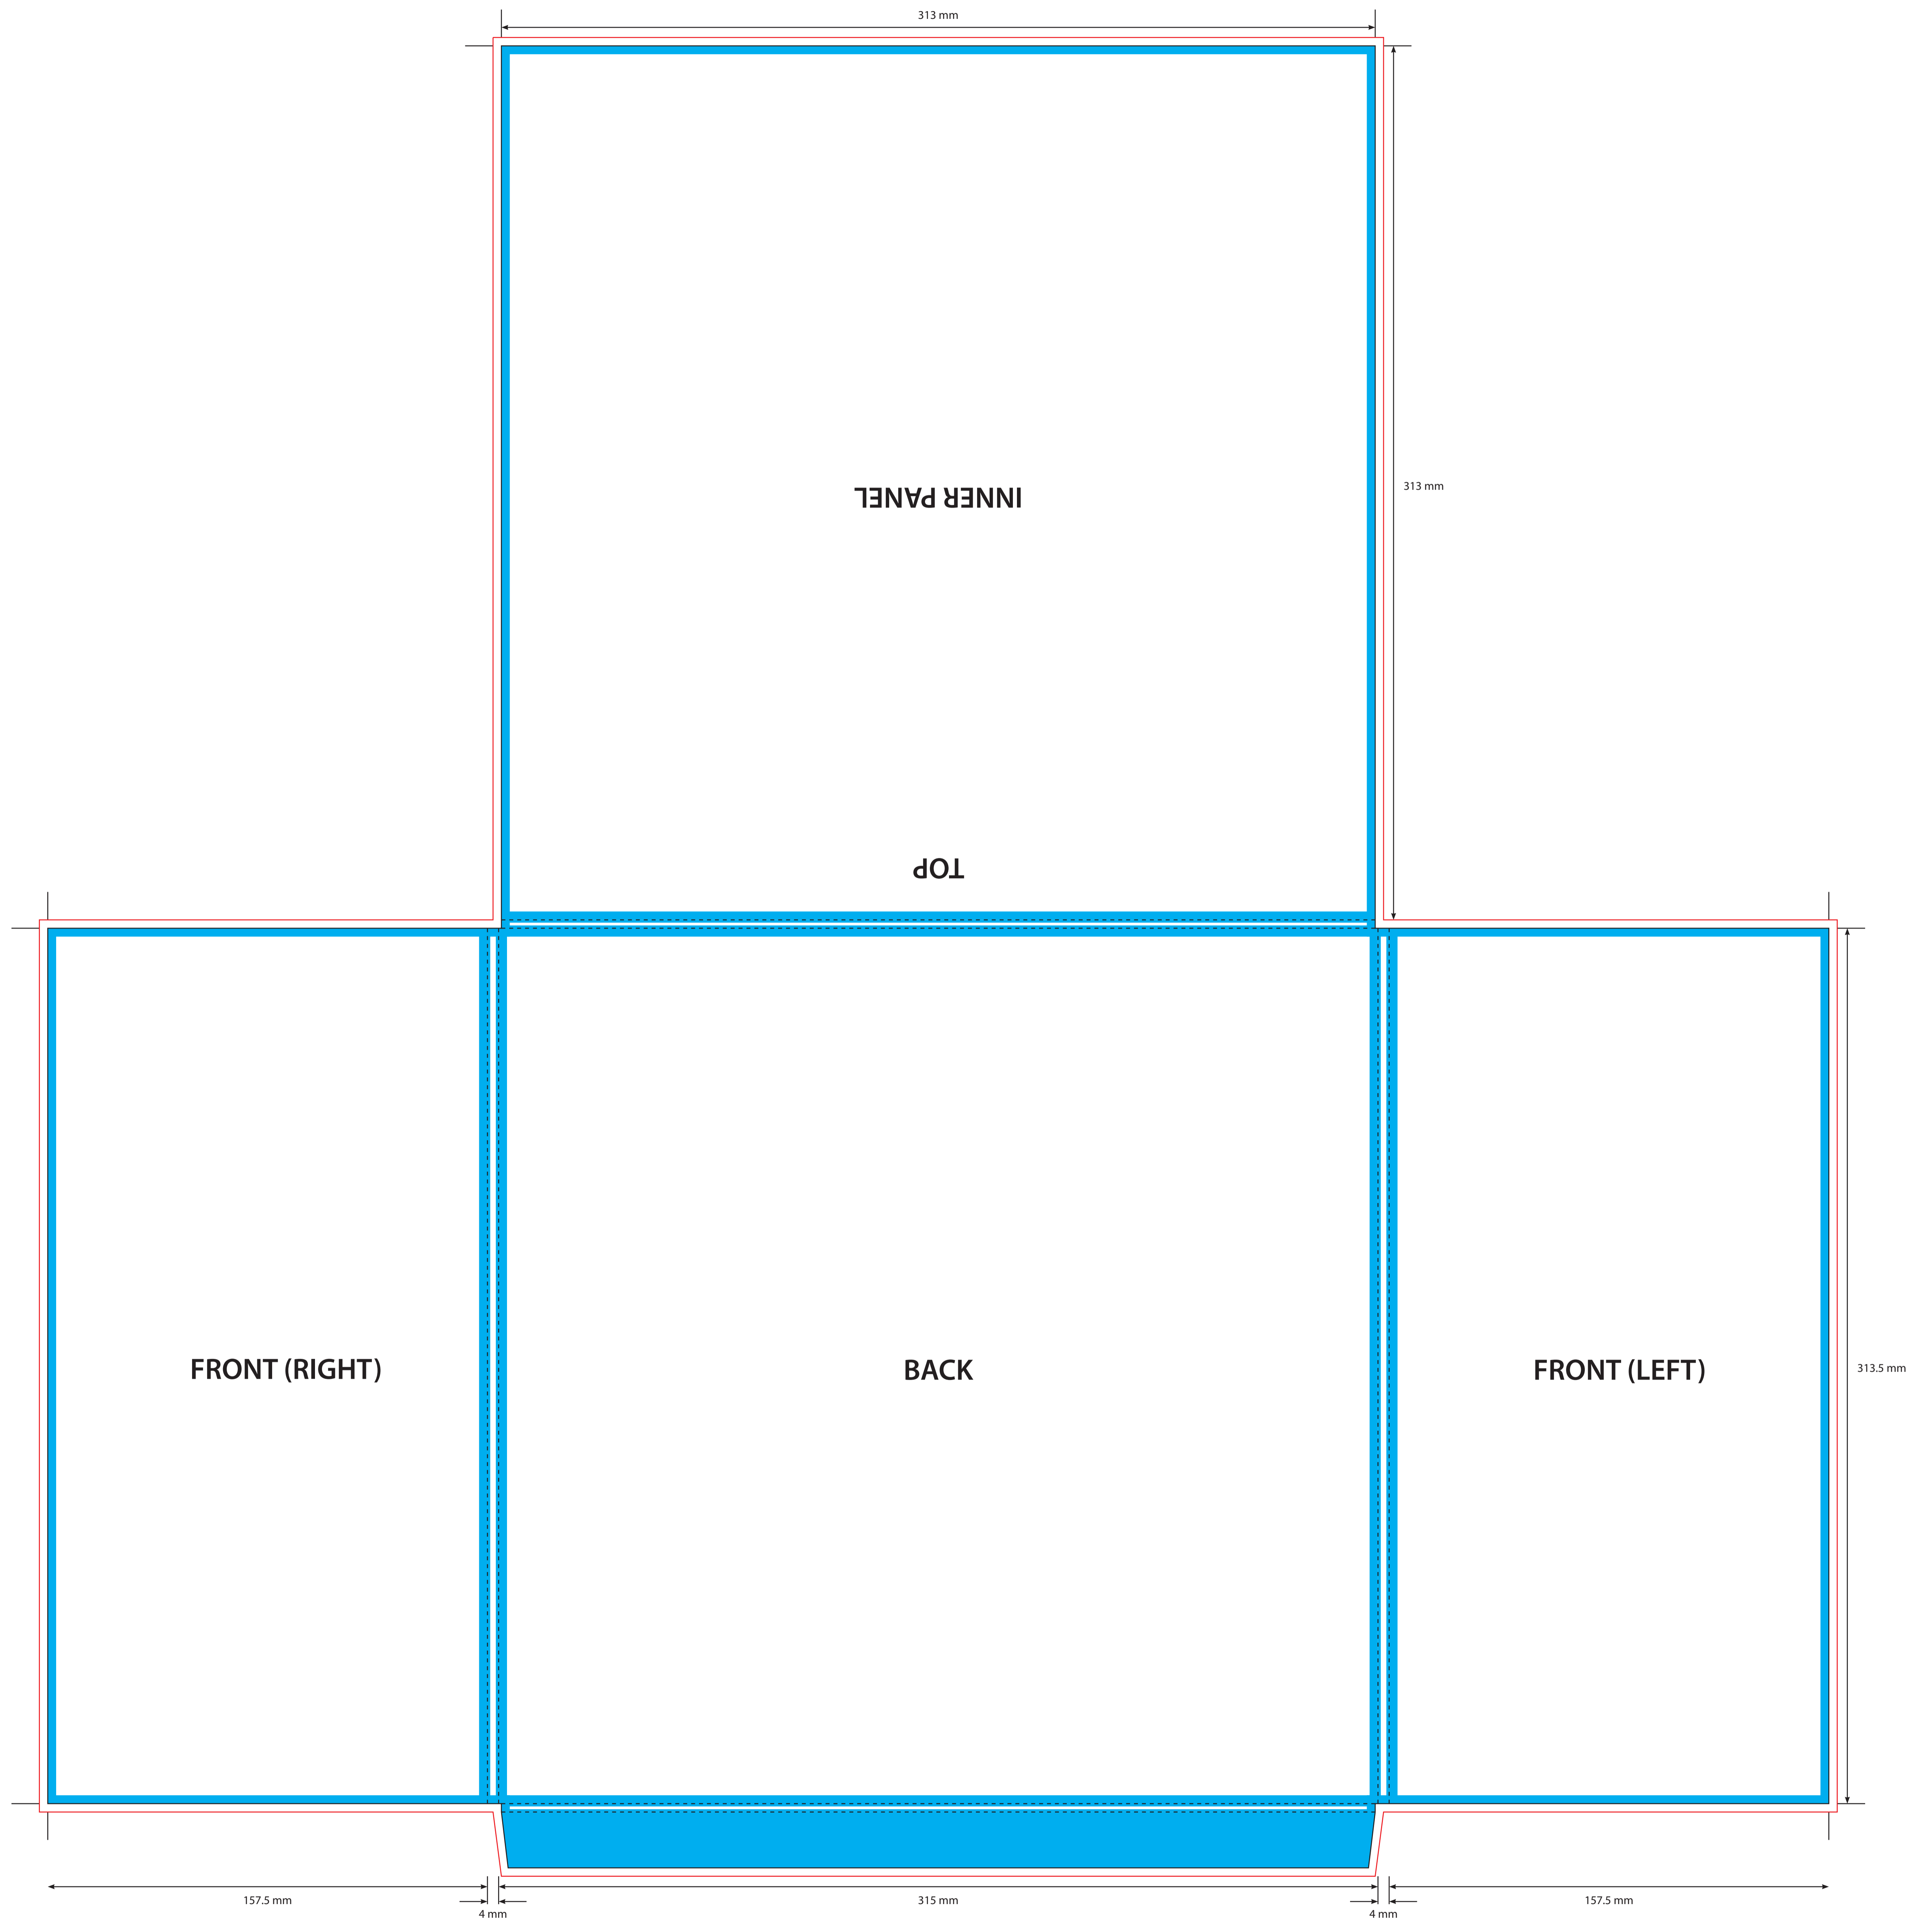 313 mm
INNER PANEL
313 mm
TOP
FRONT (RIGHT)
BACK
FRONT (LEFT)
313.5 mm
157.5 mm
4 mm
315 mm
4 mm
157.5 mm